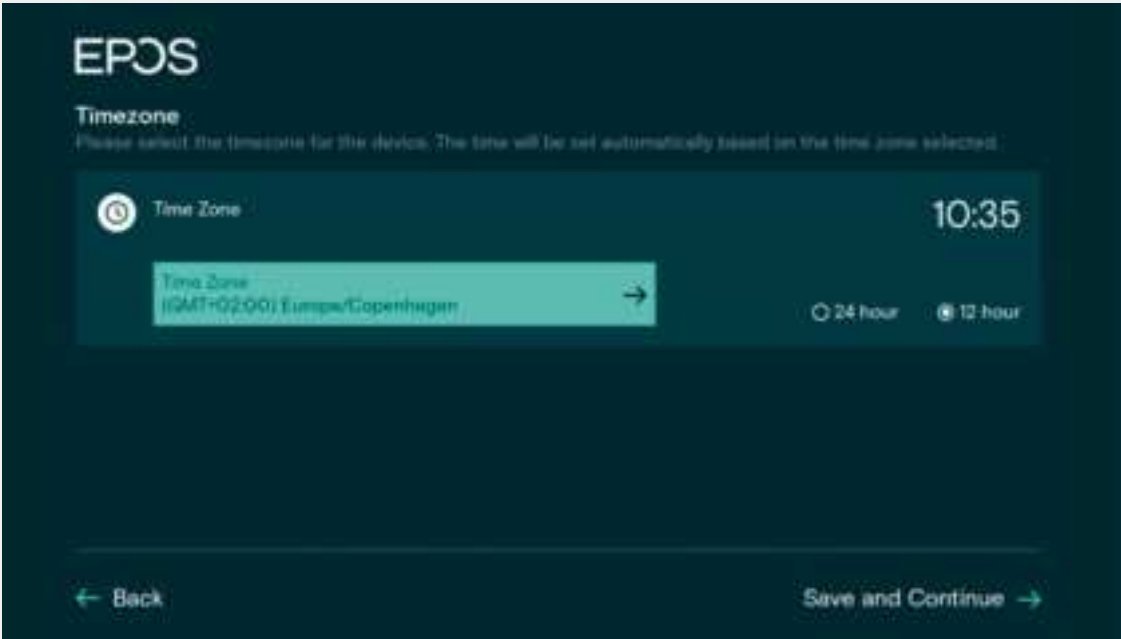 EPOS
Timezone
Please select the timezone for the device. The time will be set automatically based on the time zone selected.
Time Zone
10:35
Time Zone
(GMT+02:00) Europe/Copenhagen
24 hour
12 hour
Back
Save and Continue